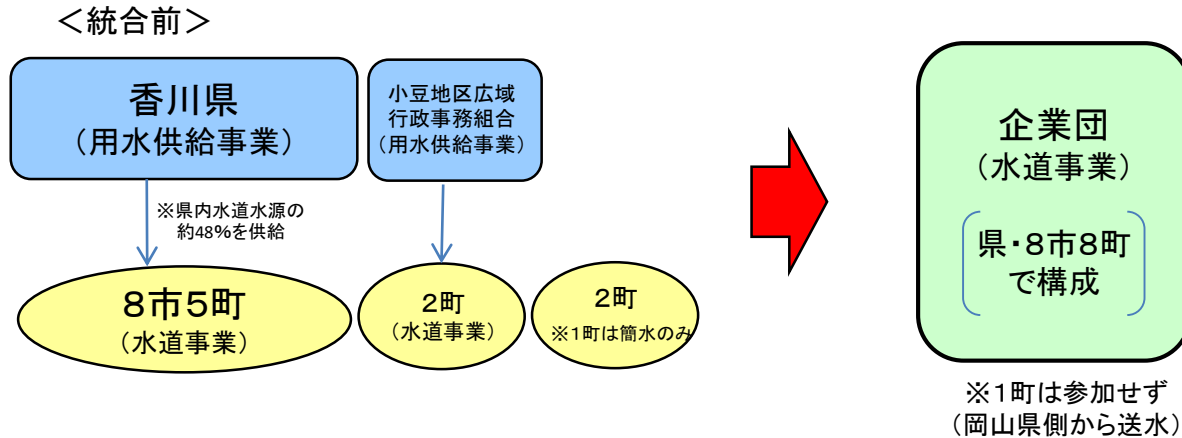 <統合前>
香川県
(用水供給事業)
小豆地区広域
行政事務組合
(用水供給事業)
※県内水道水源の
約48%を供給
8市5町
(水道事業)
2町
(水道事業)
2町
※1町は簡水のみ
企業団
(水道事業)
県・8市8町
で構成
※1町は参加せず
(岡山県側から送水)